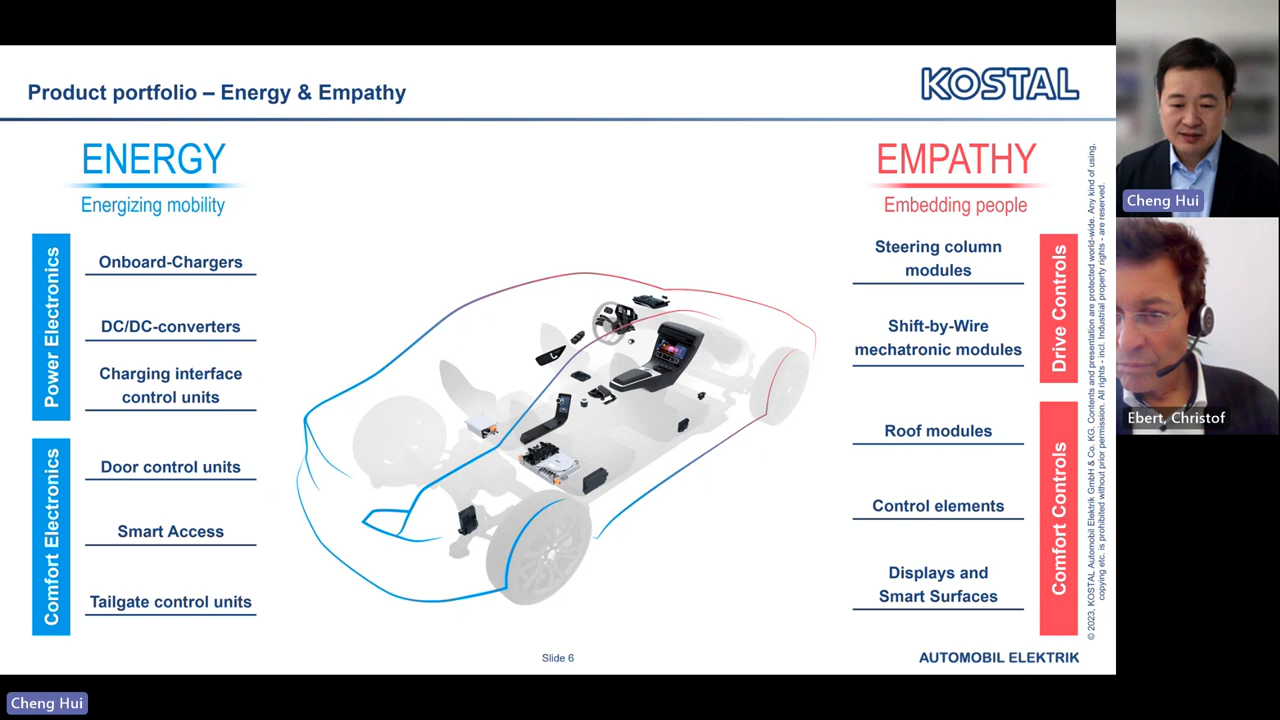 Product portfolio – Energy & Empathy
KOSTAL
ENERGY
Energizing mobility
Power Electronics
Onboard-Chargers
DC/DC-converters
Charging interface
control units
Comfort Electronics
Door control units
Smart Access
Tailgate control units
EMPATHY
Embedding people
Steering column
modules
Shift-by-Wire
mechatronic modules
Drive Controls
Roof modules
Control elements
Displays and
Smart Surfaces
Comfort Controls
© 2023, KOSTAL Automobil Elektrik GmbH & Co. KG. Contents and presentation are protected world-wide. Any kind of using,
copying etc. is prohibited without prior permission. All rights - incl. Industrial property rights - are reserved.
Slide 6
AUTOMOBIL ELEKTRIK
Cheng Hui
Ebert, Christof
Cheng Hui